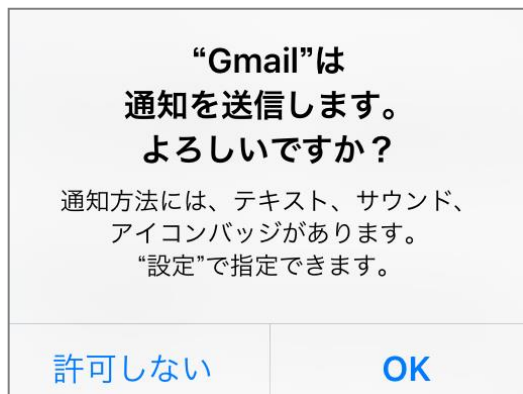 “Gmail”は
通知を送信します。
よろしいですか？
通知方法には、テキスト、サウンド、
アイコンバッジがあります。
“設定”で指定できます。
許可しない
OK